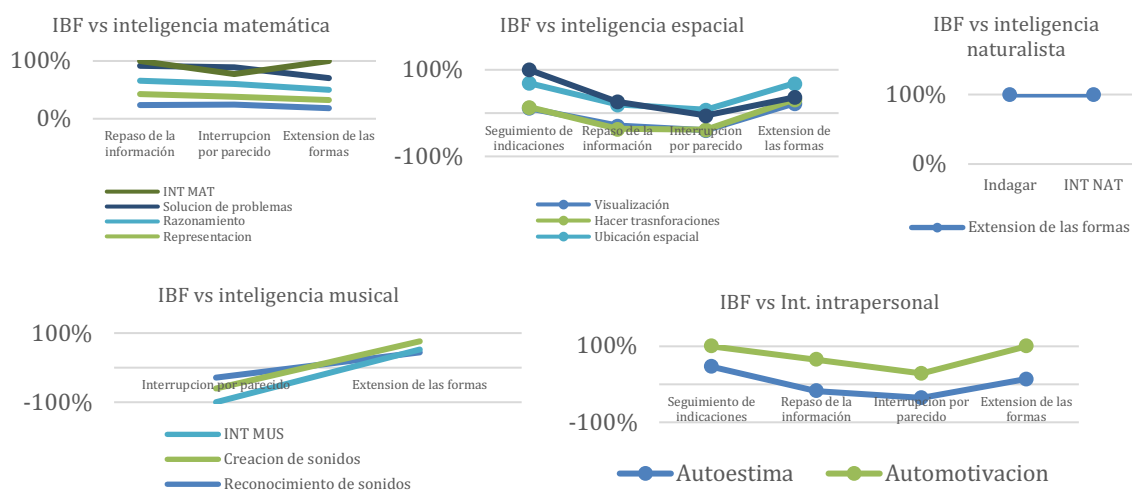 IBF vs inteligencia matemática
100%
0%
Repaso de la
información
Interrupcion
por parecido
Extension de las
formas
INT MAT
Solucion de problemas
Razonamiento
Representacion
IBF vs inteligencia espacial
100%
-100%
Seguimiento de
indicaciones
Repaso de la
información
Interrupcion
por parecido
Extension de
las formas
Visualización
Hacer trasnforaciones
Ubicación espacial
IBF vs inteligencia
naturalista
100%
0%
Indagar
INT NAT
Extension de las formas
IBF vs inteligencia musical
100%
-100%
Interrupcion por parecido
Extension de las formas
INT MUS
Creacion de sonidos
Reconocimiento de sonidos
IBF vs Int. intrapersonal
100%
-100%
Seguimiento de
indicaciones
Repaso de la
información
Interrupcion por
parecido
Extension de las
formas
Autoestima
Automotivacion